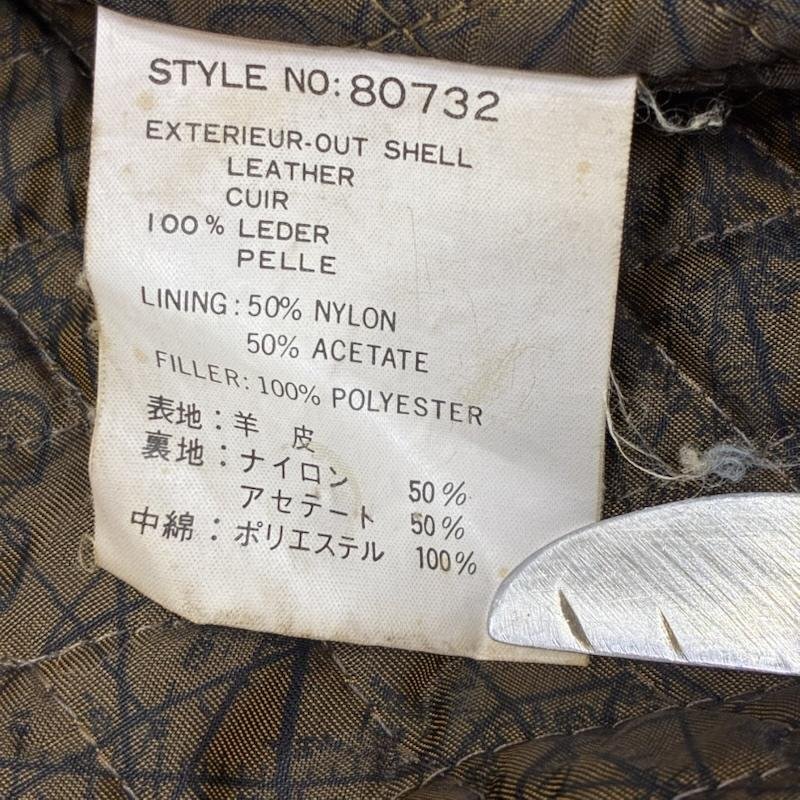 STYLE NO: 80732
EXTERIEUR-OUT SHELL
LEATHER
CUIR
100% LEDER
PELLE
LINING: 50% NYLON
50% ACETATE
FILLER: 100% POLYESTER
表地：羊 皮
裏地：ナイロン 50%
アセテート 50%
中綿：ポリエステル 100%